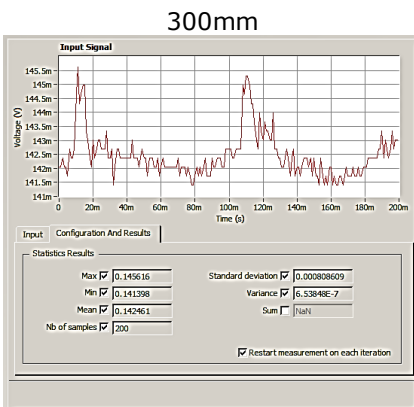 300mm
Input Signal
Voltage (V)
145.5m
145m
144.5m
144m
143.5m
143m
142.5m
142m
141.5m
141m
0 20m 40m 60m 80m 100m 120m 140m 160m 180m 200m
Time (s)
Input Configuration And Results
Statistics Results
Max 0.145616 Standard deviation 0.000808609
Min 0.141398 Variance 6.53848E-7
Mean 0.142461 Sum NaN
Nb of samples 200
Restart measurement on each iteration